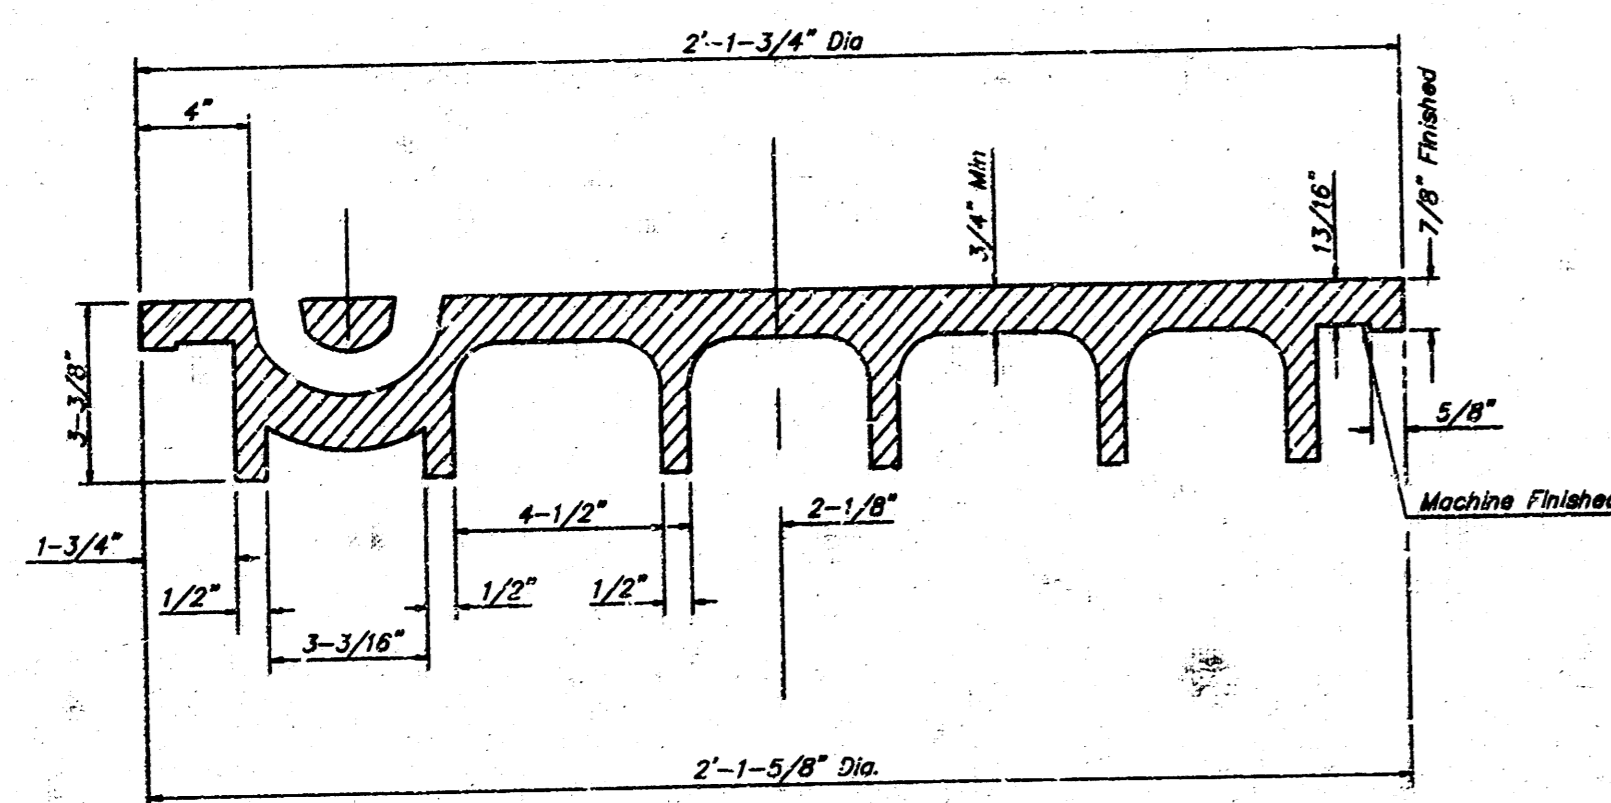 2'-1-3/4" Dia
4"
3/4" Min
13/16"
7/8" Finished
3-3/8"
5/8"
Machine Finished
4-1/2"
2-1/8"
1-3/4"
1/2"
1/2"
1/2"
3-3/16"
2'-1-5/8" Dia.